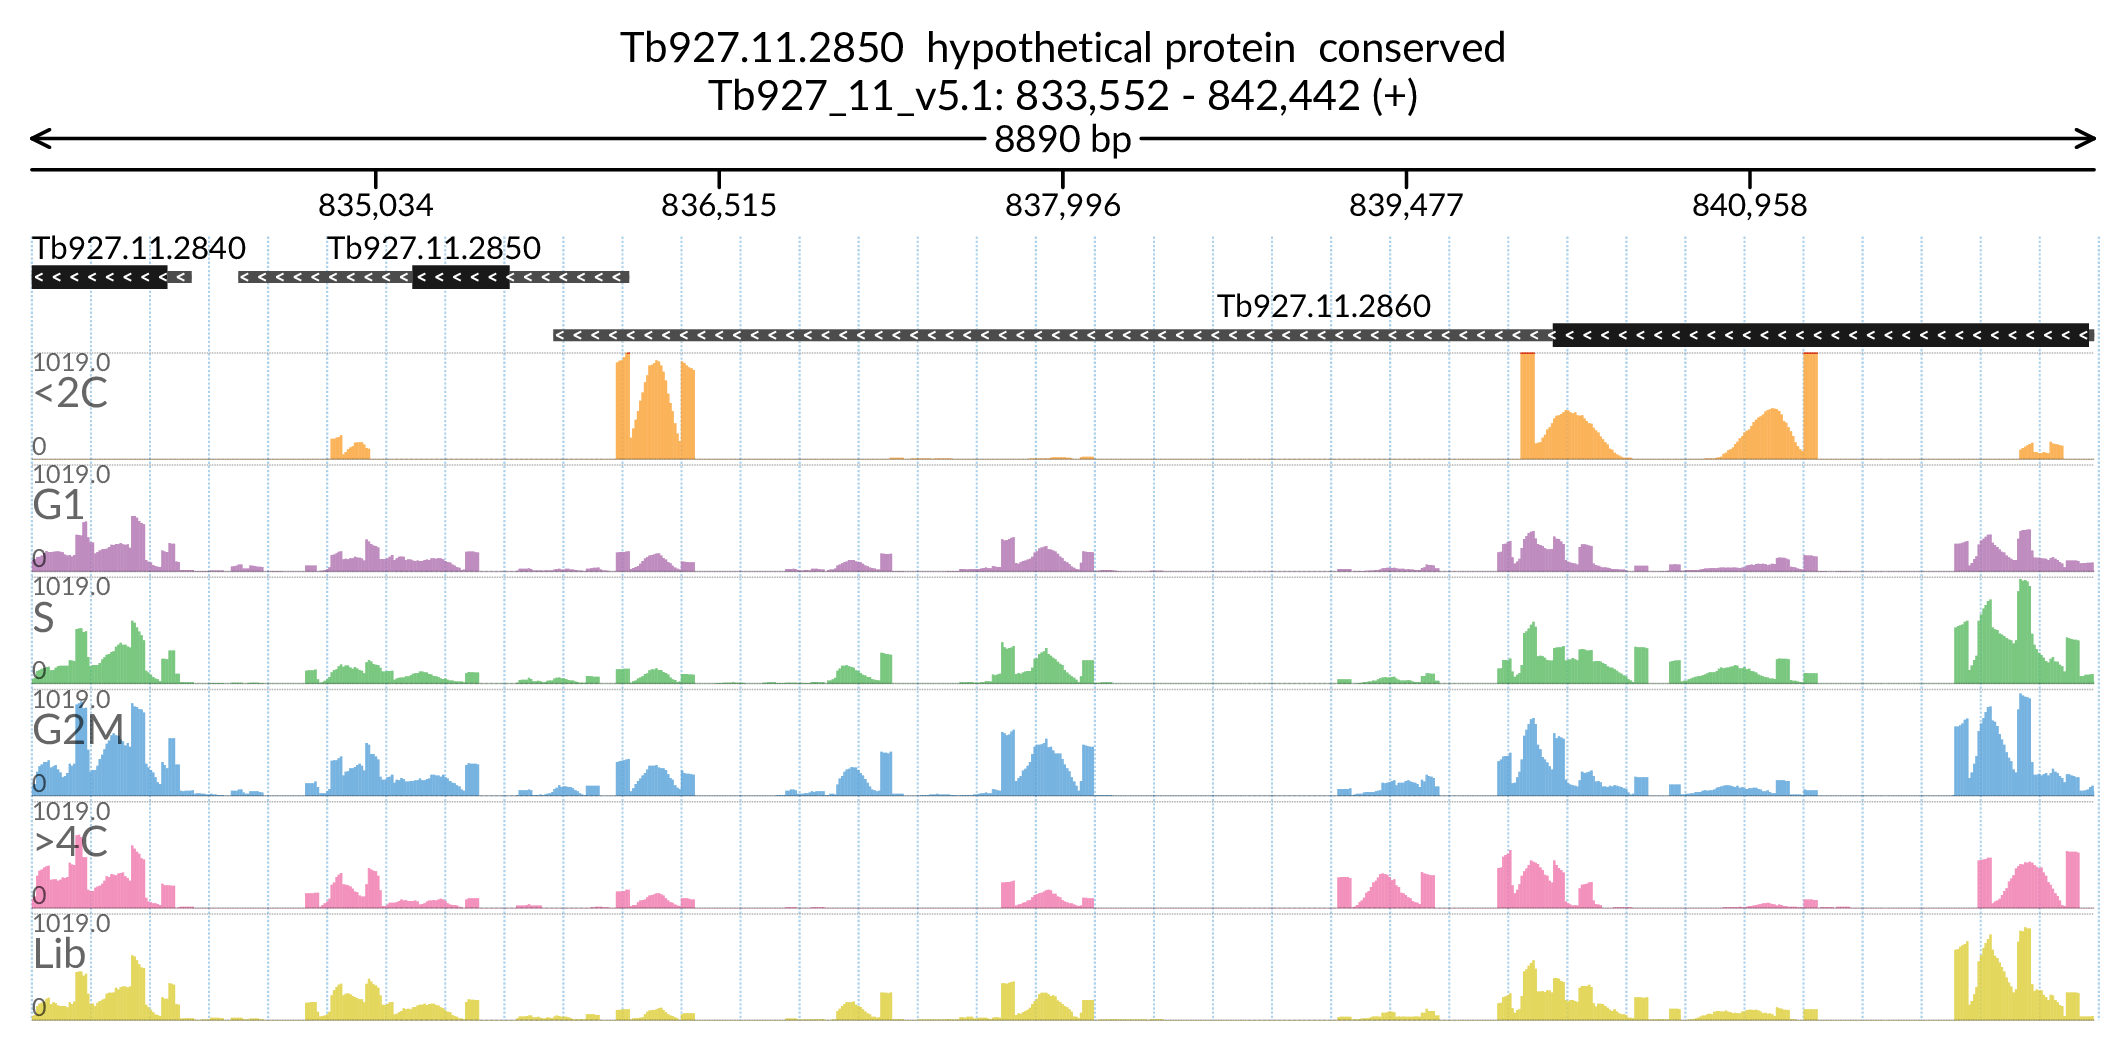 Tb927.11.2850  hypothetical protein  conserved
Tb927_11_v5.1: 833,552 - 842,442 (+)
8890 bp
835,034 836,515 837,996 839,477 840,958
Tb927.11.2840 Tb927.11.2850
Tb927.11.2860
1019.0
<2C
0
1019.0
G1
0
1019.0
S
0
1019.0
G2M
0
1019.0
>4C
0
1019.0
Lib
0